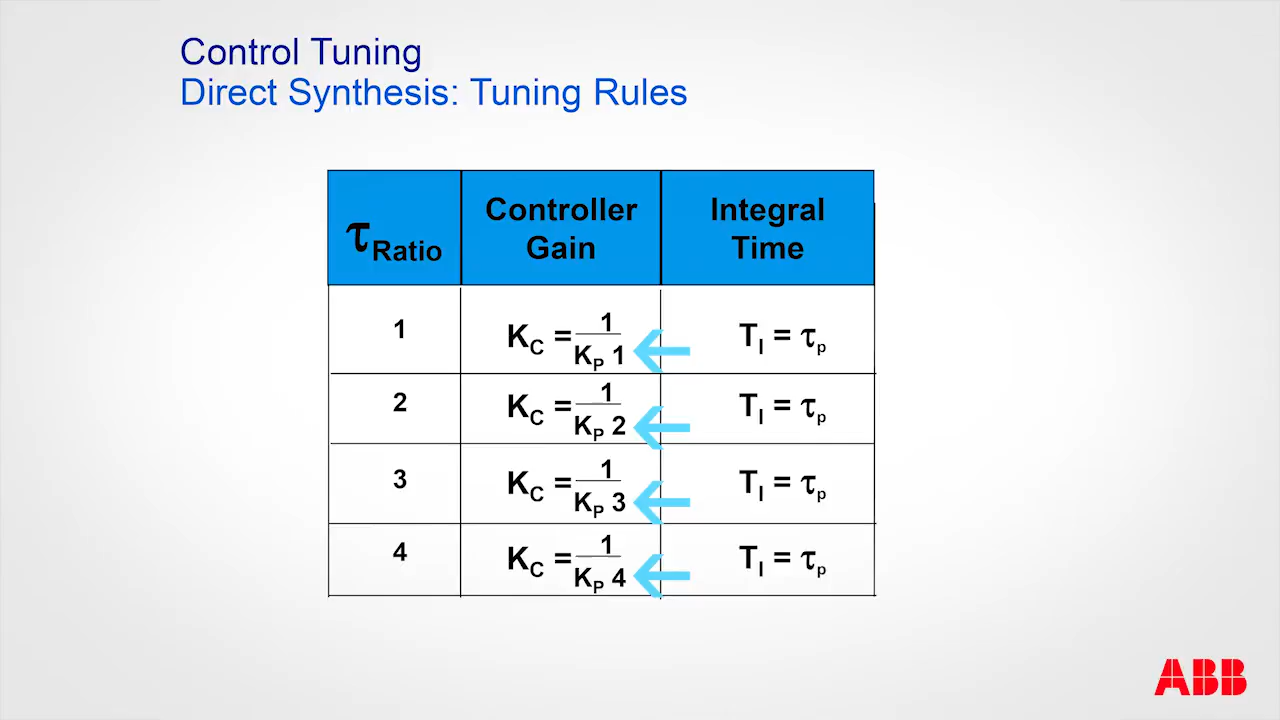 Control Tuning
Direct Synthesis: Tuning Rules
τRatio
Controller
Gain
Integral
Time
1
KC = 1/KP 1
TI = τp
2
KC = 1/KP 2
TI = τp
3
KC = 1/KP 3
TI = τp
4
KC = 1/KP 4
TI = τp
ABB